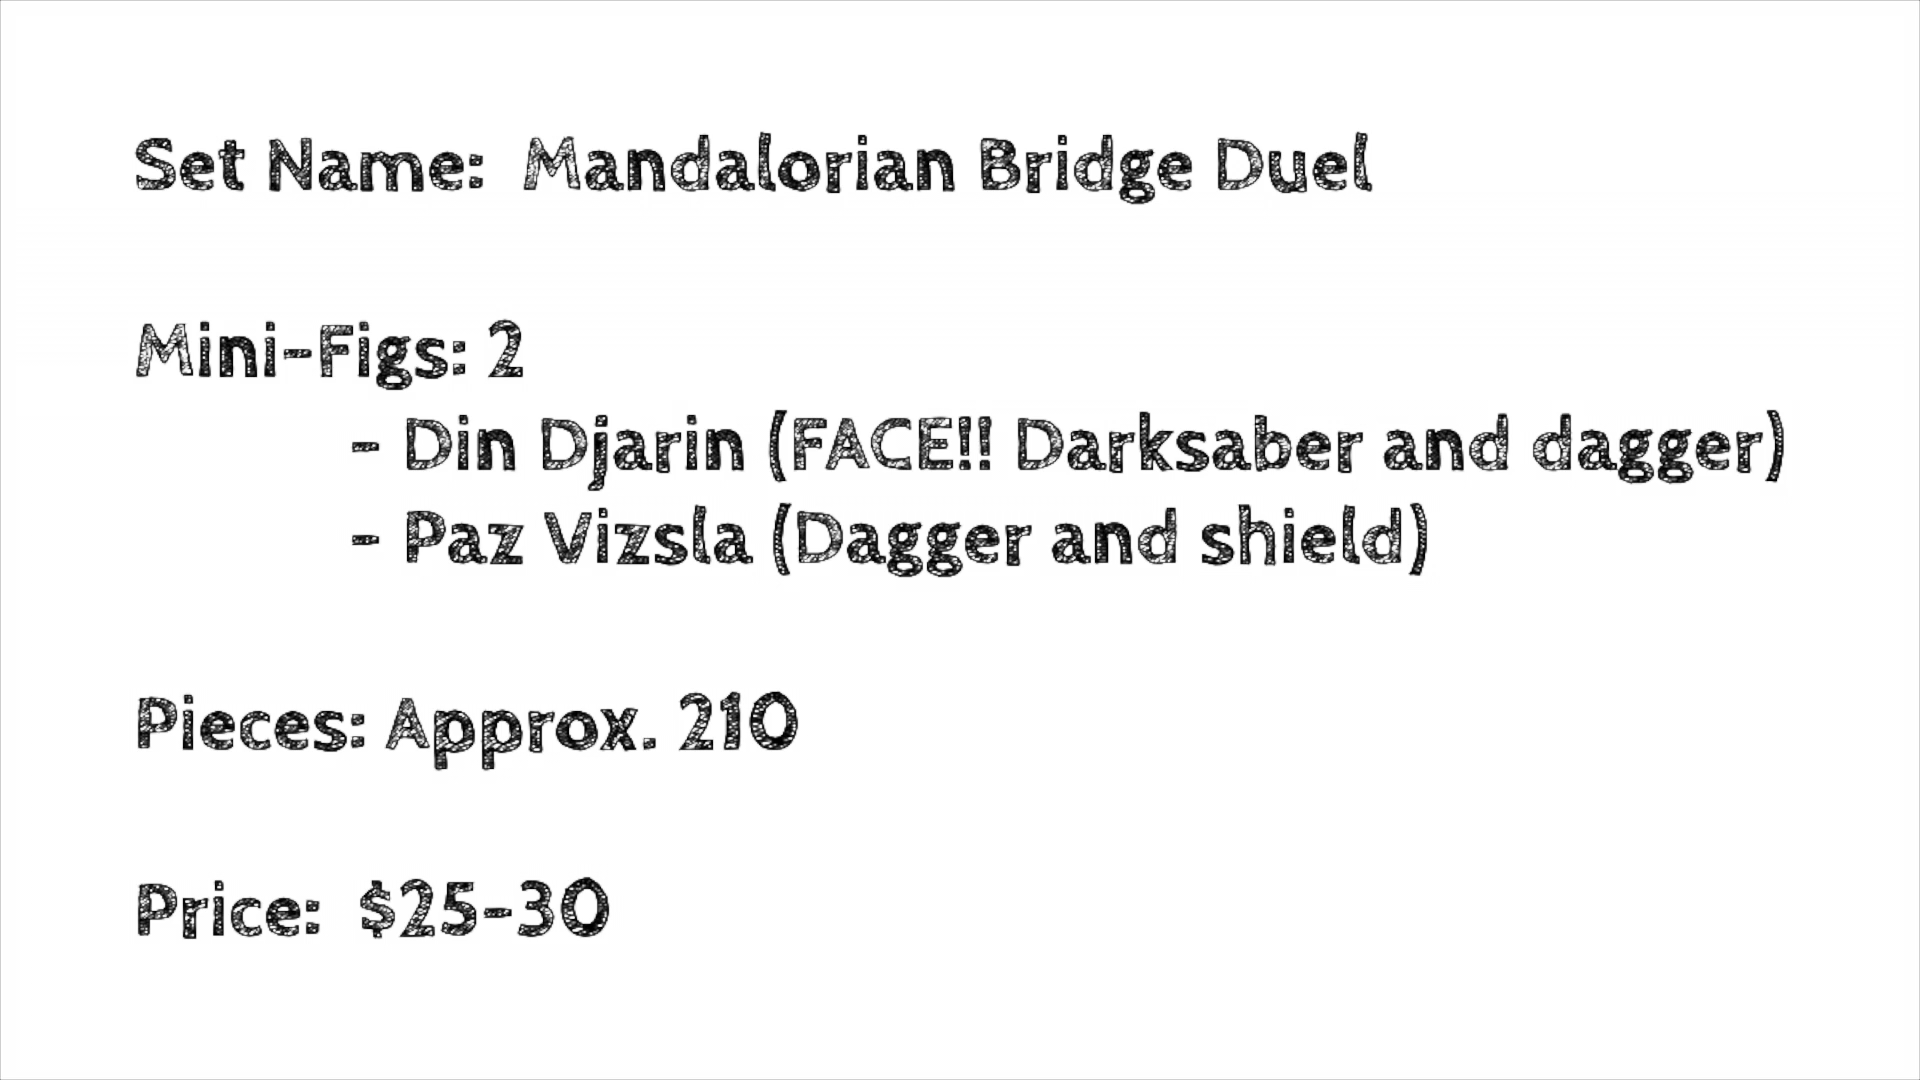 Set Name: Mandalorian Bridge Duel
Mini-Figs: 2
- Din Djarin (FACE!! Darksaber and dagger)
- Paz Vizsla (Dagger and shield)
Pieces: Approx. 210
Price: $25-30